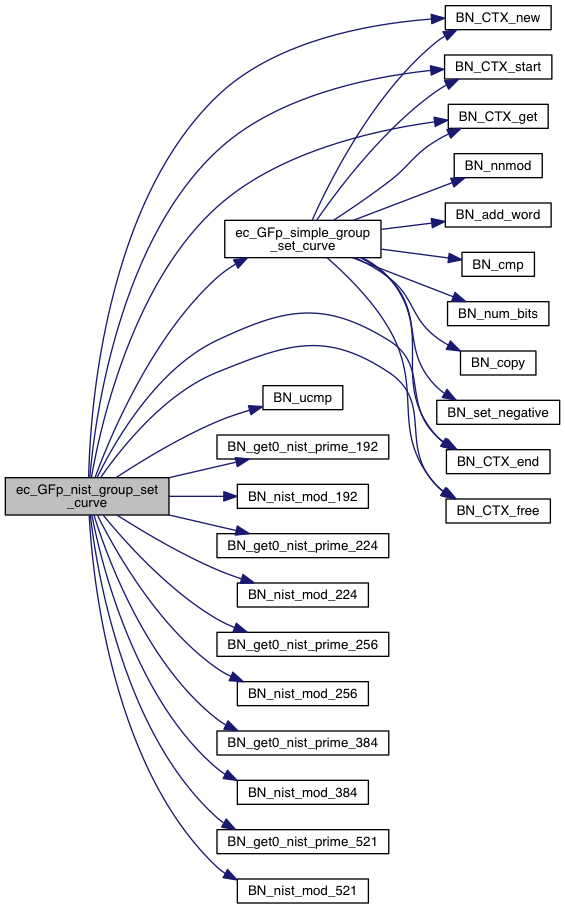 BN_CTX_new
BN_CTX_start
BN_CTX_get
BN_nnmod
BN_add_word
ec_GFp_simple_group
_set_curve
BN_cmp
BN_num_bits
BN_copy
BN_set_negative
BN_ucmp
BN_get0_nist_prime_192
BN_CTX_end
ec_GFp_nist_group_set
_curve
BN_nist_mod_192
BN_CTX_free
BN_get0_nist_prime_224
BN_nist_mod_224
BN_get0_nist_prime_256
BN_nist_mod_256
BN_get0_nist_prime_384
BN_nist_mod_384
BN_get0_nist_prime_521
BN_nist_mod_521